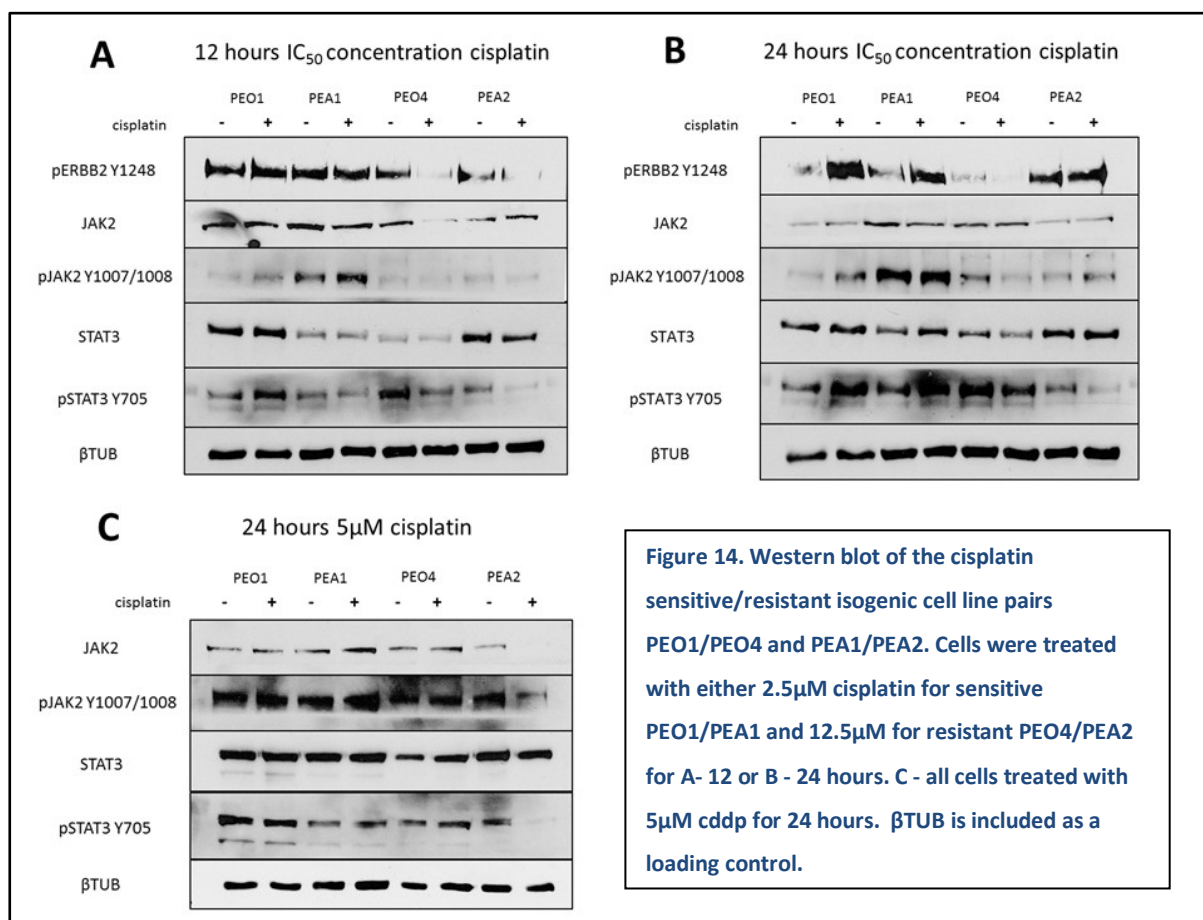 A
12 hours IC₅₀ concentration cisplatin
PEO1 PEA1 PEO4 PEA2
cisplatin - + - + - + - +
pERBB2 Y1248
JAK2
pJAK2 Y1007/1008
STAT3
pSTAT3 Y705
βTUB
B
24 hours IC₅₀ concentration cisplatin
PEO1 PEA1 PEO4 PEA2
cisplatin - + - + - + - +
pERBB2 Y1248
JAK2
pJAK2 Y1007/1008
STAT3
pSTAT3 Y705
βTUB
C
24 hours 5µM cisplatin
PEO1 PEA1 PEO4 PEA2
cisplatin - + - + - + - +
JAK2
pJAK2 Y1007/1008
STAT3
pSTAT3 Y705
βTUB
Figure 14. Western blot of the cisplatin
sensitive/resistant isogenic cell line pairs
PEO1/PEO4 and PEA1/PEA2. Cells were treated
with either 2.5µM cisplatin for sensitive
PEO1/PEA1 and 12.5µM for resistant PEO4/PEA2
for A- 12 or B - 24 hours. C - all cells treated with
5µM cddp for 24 hours. βTUB is included as a
loading control.